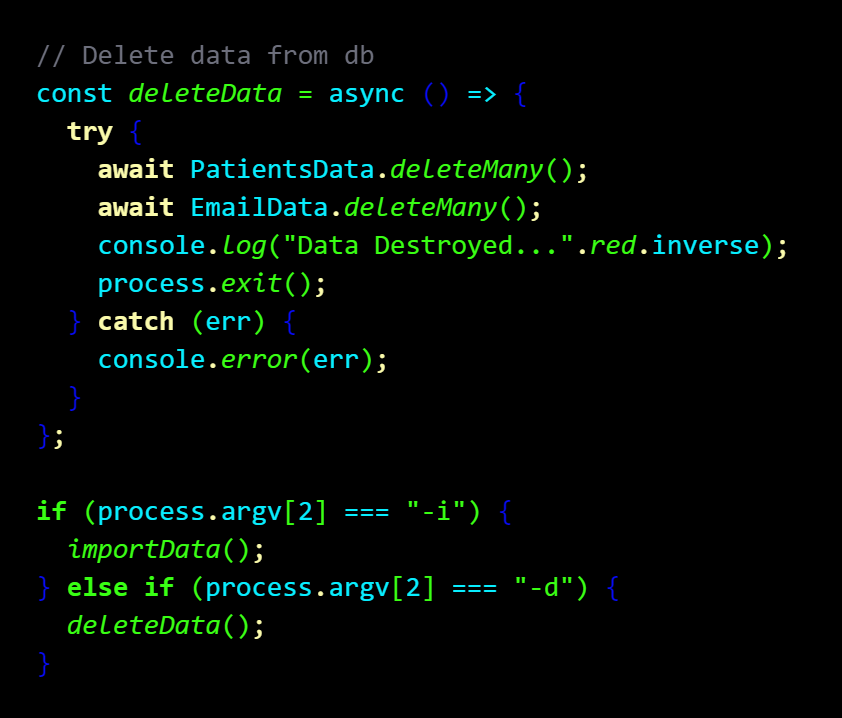 // Delete data from db
const deleteData = async () => {
  try {
    await PatientsData.deleteMany();
    await EmailData.deleteMany();
    console.log("Data Destroyed...".red.inverse);
    process.exit();
  } catch (err) {
    console.error(err);
  }
};

if (process.argv[2] === "-i") {
  importData();
} else if (process.argv[2] === "-d") {
  deleteData();
}